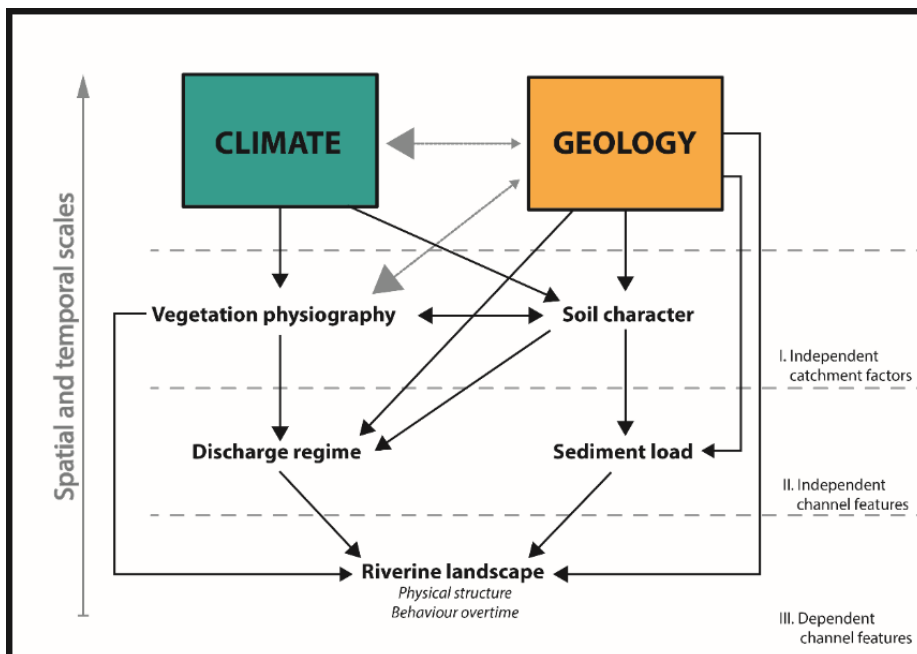 CLIMATE
GEOLOGY
Spatial and temporal scales
Vegetation physiography
Soil character
I. Independent
catchment factors
Discharge regime
Sediment load
II. Independent
channel features
Riverine landscape
Physical structure
Behaviour overtime
III. Dependent
channel features